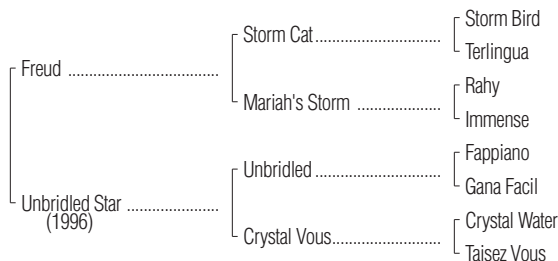 Storm Bird
Storm Cat
Terlingua
Freud
Rahy
Mariah's Storm
Immense
Fappiano
Unbridled
Gana Facil
Unbridled Star
(1996)
Crystal Water
Crystal Vous
Taisez Vous